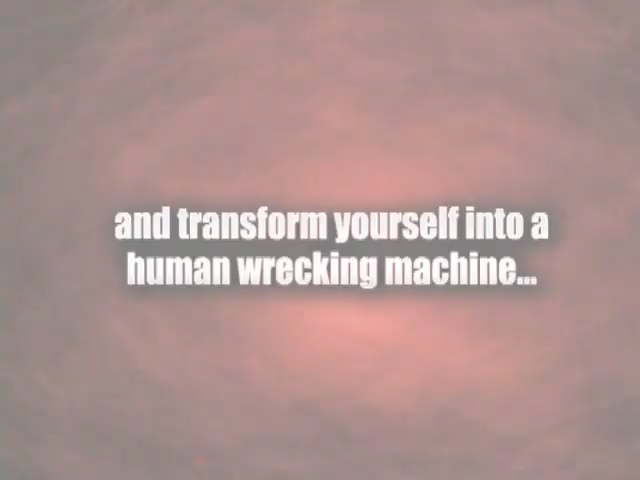 and transform yourself into a
human wrecking machine...